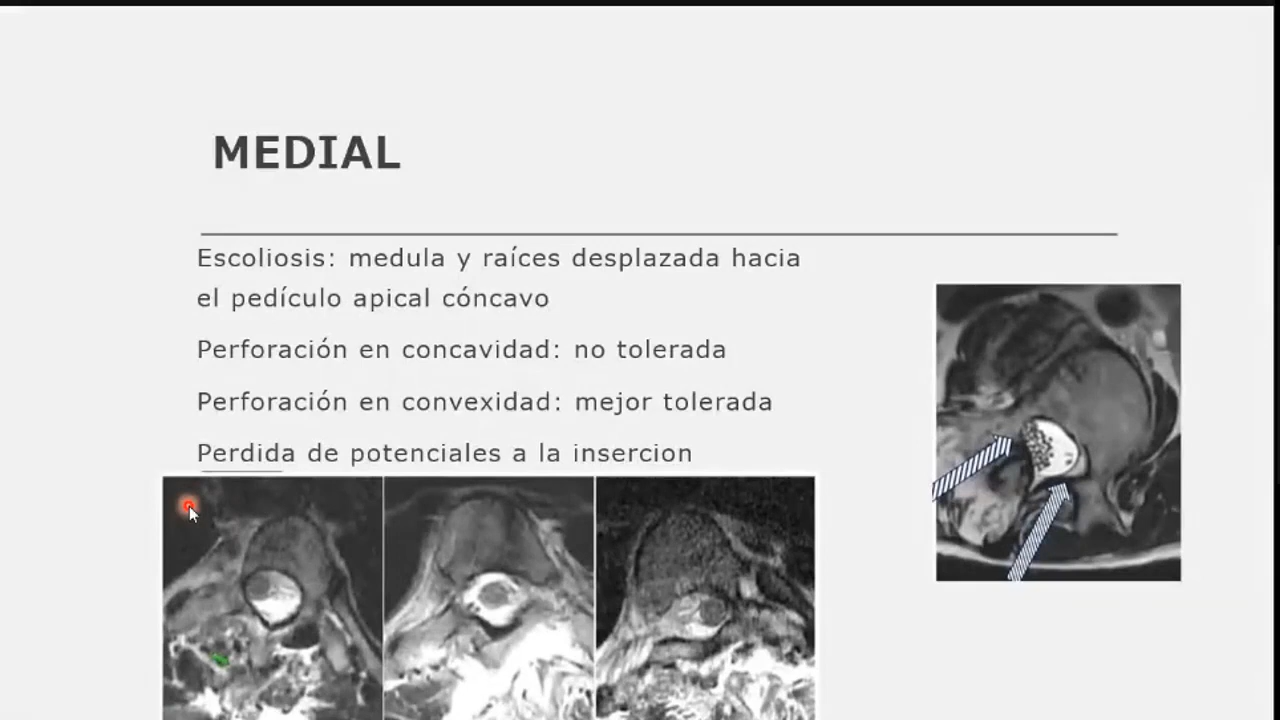 MEDIAL
Escoliosis: medula y raíces desplazada hacia
el pedículo apical cóncavo
Perforación en concavidad: no tolerada
Perforación en convexidad: mejor tolerada
Perdida de potenciales a la insercion